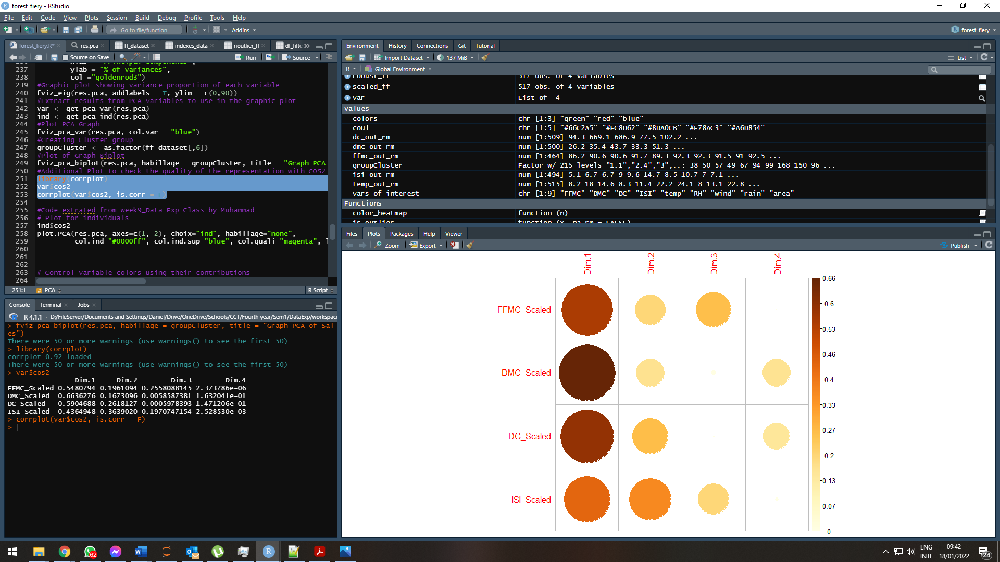 forest_fiery - RStudio
File Edit Code View Plots Session Build Debug Profile Tools Help
Go to file/function Addins forest_fiery
forest_fiery.R* res.pca ff_dataset indexes_data noutlier_ff df_filte
Source on Save Run Source
237 ylab = "% of variances",
238 col ="goldenrod3")
239 #Graphic plot showing variance proportion of each variable
240 fviz_eig(res.pca, addlabels = T, ylim = c(0,90))
241 #Extract results from PCA variables to use in the graphic plot
242 var <- get_pca_var(res.pca)
243 ind <- get_pca_ind(res.pca)
244 #Plot PCA Graph
245 fviz_pca_var(res.pca, col.var = "blue")
246 #Creating Cluster group
247 groupCluster <- as.factor(ff_dataset[,6])
248 #Plot of Graph Biplot
249 fviz_pca_biplot(res.pca, habillage = groupCluster, title = "Graph PCA
250 #Additional Plot to check the quality of the representation with COS2
251 library(corrplot)
252 var$cos2
253 corrplot(var$cos2, is.corr = F)
254
255 #Code extrated from week9_Data Exp Class by Muhammad
256 # Plot for individuals
257 ind$cos2
258 plot.PCA(res.pca, axes=c(1, 2), choix="ind", habillage="none",
259 col.ind="#0000ff", col.ind.sup="blue", col.quali="magenta", l
260
261
262
263 # Control variable colors using their contributions
264
251:1 PCA R Script
Console Terminal Jobs
R 4.1.1 · D:/FileServer/Documents and Settings/Daniel/Drive/OneDrive/Schools/CCT/Fourth year/Sem1/DataExp/workspac
> fviz_pca_biplot(res.pca, habillage = groupCluster, title = "Graph PCA of Sal
es")
There were 50 or more warnings (use warnings() to see the first 50)
> library(corrplot)
corrplot 0.92 loaded
There were 50 or more warnings (use warnings() to see the first 50)
> var$cos2
Dim.1 Dim.2 Dim.3 Dim.4
FFMC_Scaled 0.5480794 0.1961094 0.2558088145 2.373786e-06
DMC_Scaled 0.6636276 0.1673096 0.0058587381 1.632041e-01
DC_Scaled 0.5904688 0.2618127 0.0005978393 1.471206e-01
ISI_Scaled 0.4364948 0.3639020 0.1970747154 2.528530e-03
> corrplot(var$cos2, is.corr = F)
>
Environment History Connections Git Tutorial
Import Dataset 137 MiB List
R Global Environment
robust_ff 517 obs. of 4 variables
scaled_ff 517 obs. of 4 variables
var List of 4
Values
colors chr [1:3] "green" "red" "blue"
coul chr [1:5] "#66C2A5" "#FC8D62" "#8DA0CB" "#E78AC3" "#A6D854"
dc_out_rm num [1:509] 94.3 669.1 686.9 77.5 102.2 ...
dmc_out_rm num [1:500] 26.2 35.4 43.7 33.3 51.3 ...
ffmc_out_rm num [1:464] 86.2 90.6 90.6 91.7 89.3 92.3 92.3 91.5 91 92.5 ...
groupCluster Factor w/ 215 levels "1.1","2.4","3",..: 38 50 57 49 67 94 99 168 150 96 ...
isi_out_rm num [1:494] 5.1 6.7 6.7 9 9.6 14.7 8.5 10.7 7 7.1 ...
temp_out_rm num [1:515] 8.2 18 14.6 8.3 11.4 22.2 24.1 8 13.1 22.8 ...
vars_of_interest chr [1:9] "FFMC" "DMC" "DC" "ISI" "temp" "RH" "wind" "rain" "area"
Functions
color_heatmap function (n)
is_outlier function (x, na.rm = FALSE)
Files Plots Packages Help Viewer
Zoom Export Publish
Dim.1 Dim.2 Dim.3 Dim.4
FFMC_Scaled
DMC_Scaled
DC_Scaled
ISI_Scaled
0.66
0.6
0.53
0.46
0.4
0.33
0.27
0.2
0.13
0.07
0
62
ENG 09:42
INTL 18/01/2022 24